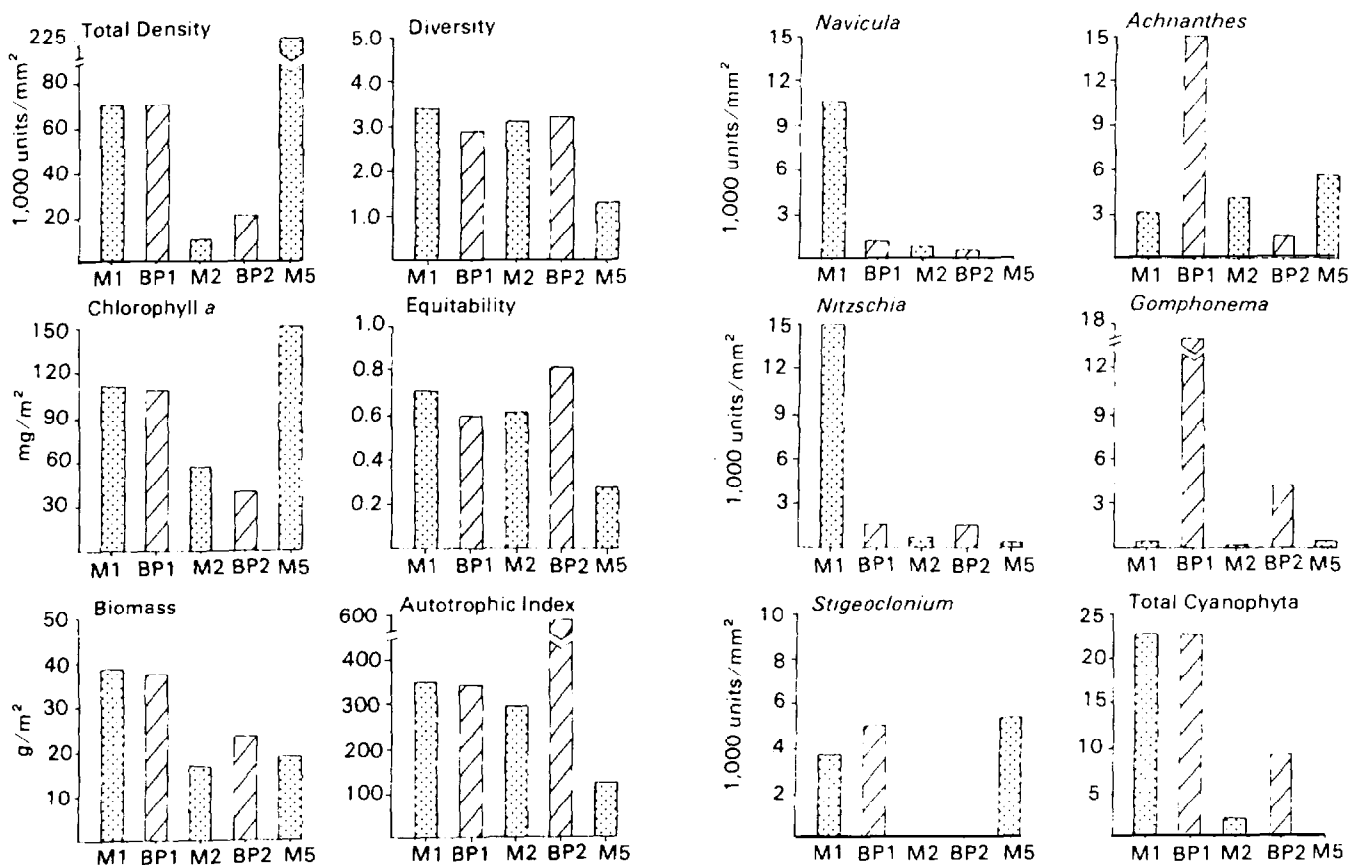 Total Density
225
80
60
40
20
1,000 units/mm²
M1 BP1 M2 BP2 M5
Diversity
5.0
4.0
3.0
2.0
1.0
M1 BP1 M2 BP2 M5
Navicula
15
12
9
6
3
1,000 units/mm²
M1 BP1 M2 BP2 M5
Achnanthes
15
12
9
6
3
M1 BP1 M2 BP2 M5
Chlorophyll a
150
120
90
60
30
mg/m²
M1 BP1 M2 BP2 M5
Equitability
1.0
0.8
0.6
0.4
0.2
M1 BP1 M2 BP2 M5
Nitzschia
15
12
9
6
3
1,000 units/mm²
M1 BP1 M2 BP2 M5
Gomphonema
18
12
9
6
3
M1 BP1 M2 BP2 M5
Biomass
50
40
30
20
10
g/m²
M1 BP1 M2 BP2 M5
Autotrophic Index
600
400
300
200
100
M1 BP1 M2 BP2 M5
Stigeoclonium
10
8
6
4
2
1,000 units/mm²
M1 BP1 M2 BP2 M5
Total Cyanophyta
25
20
15
10
5
M1 BP1 M2 BP2 M5